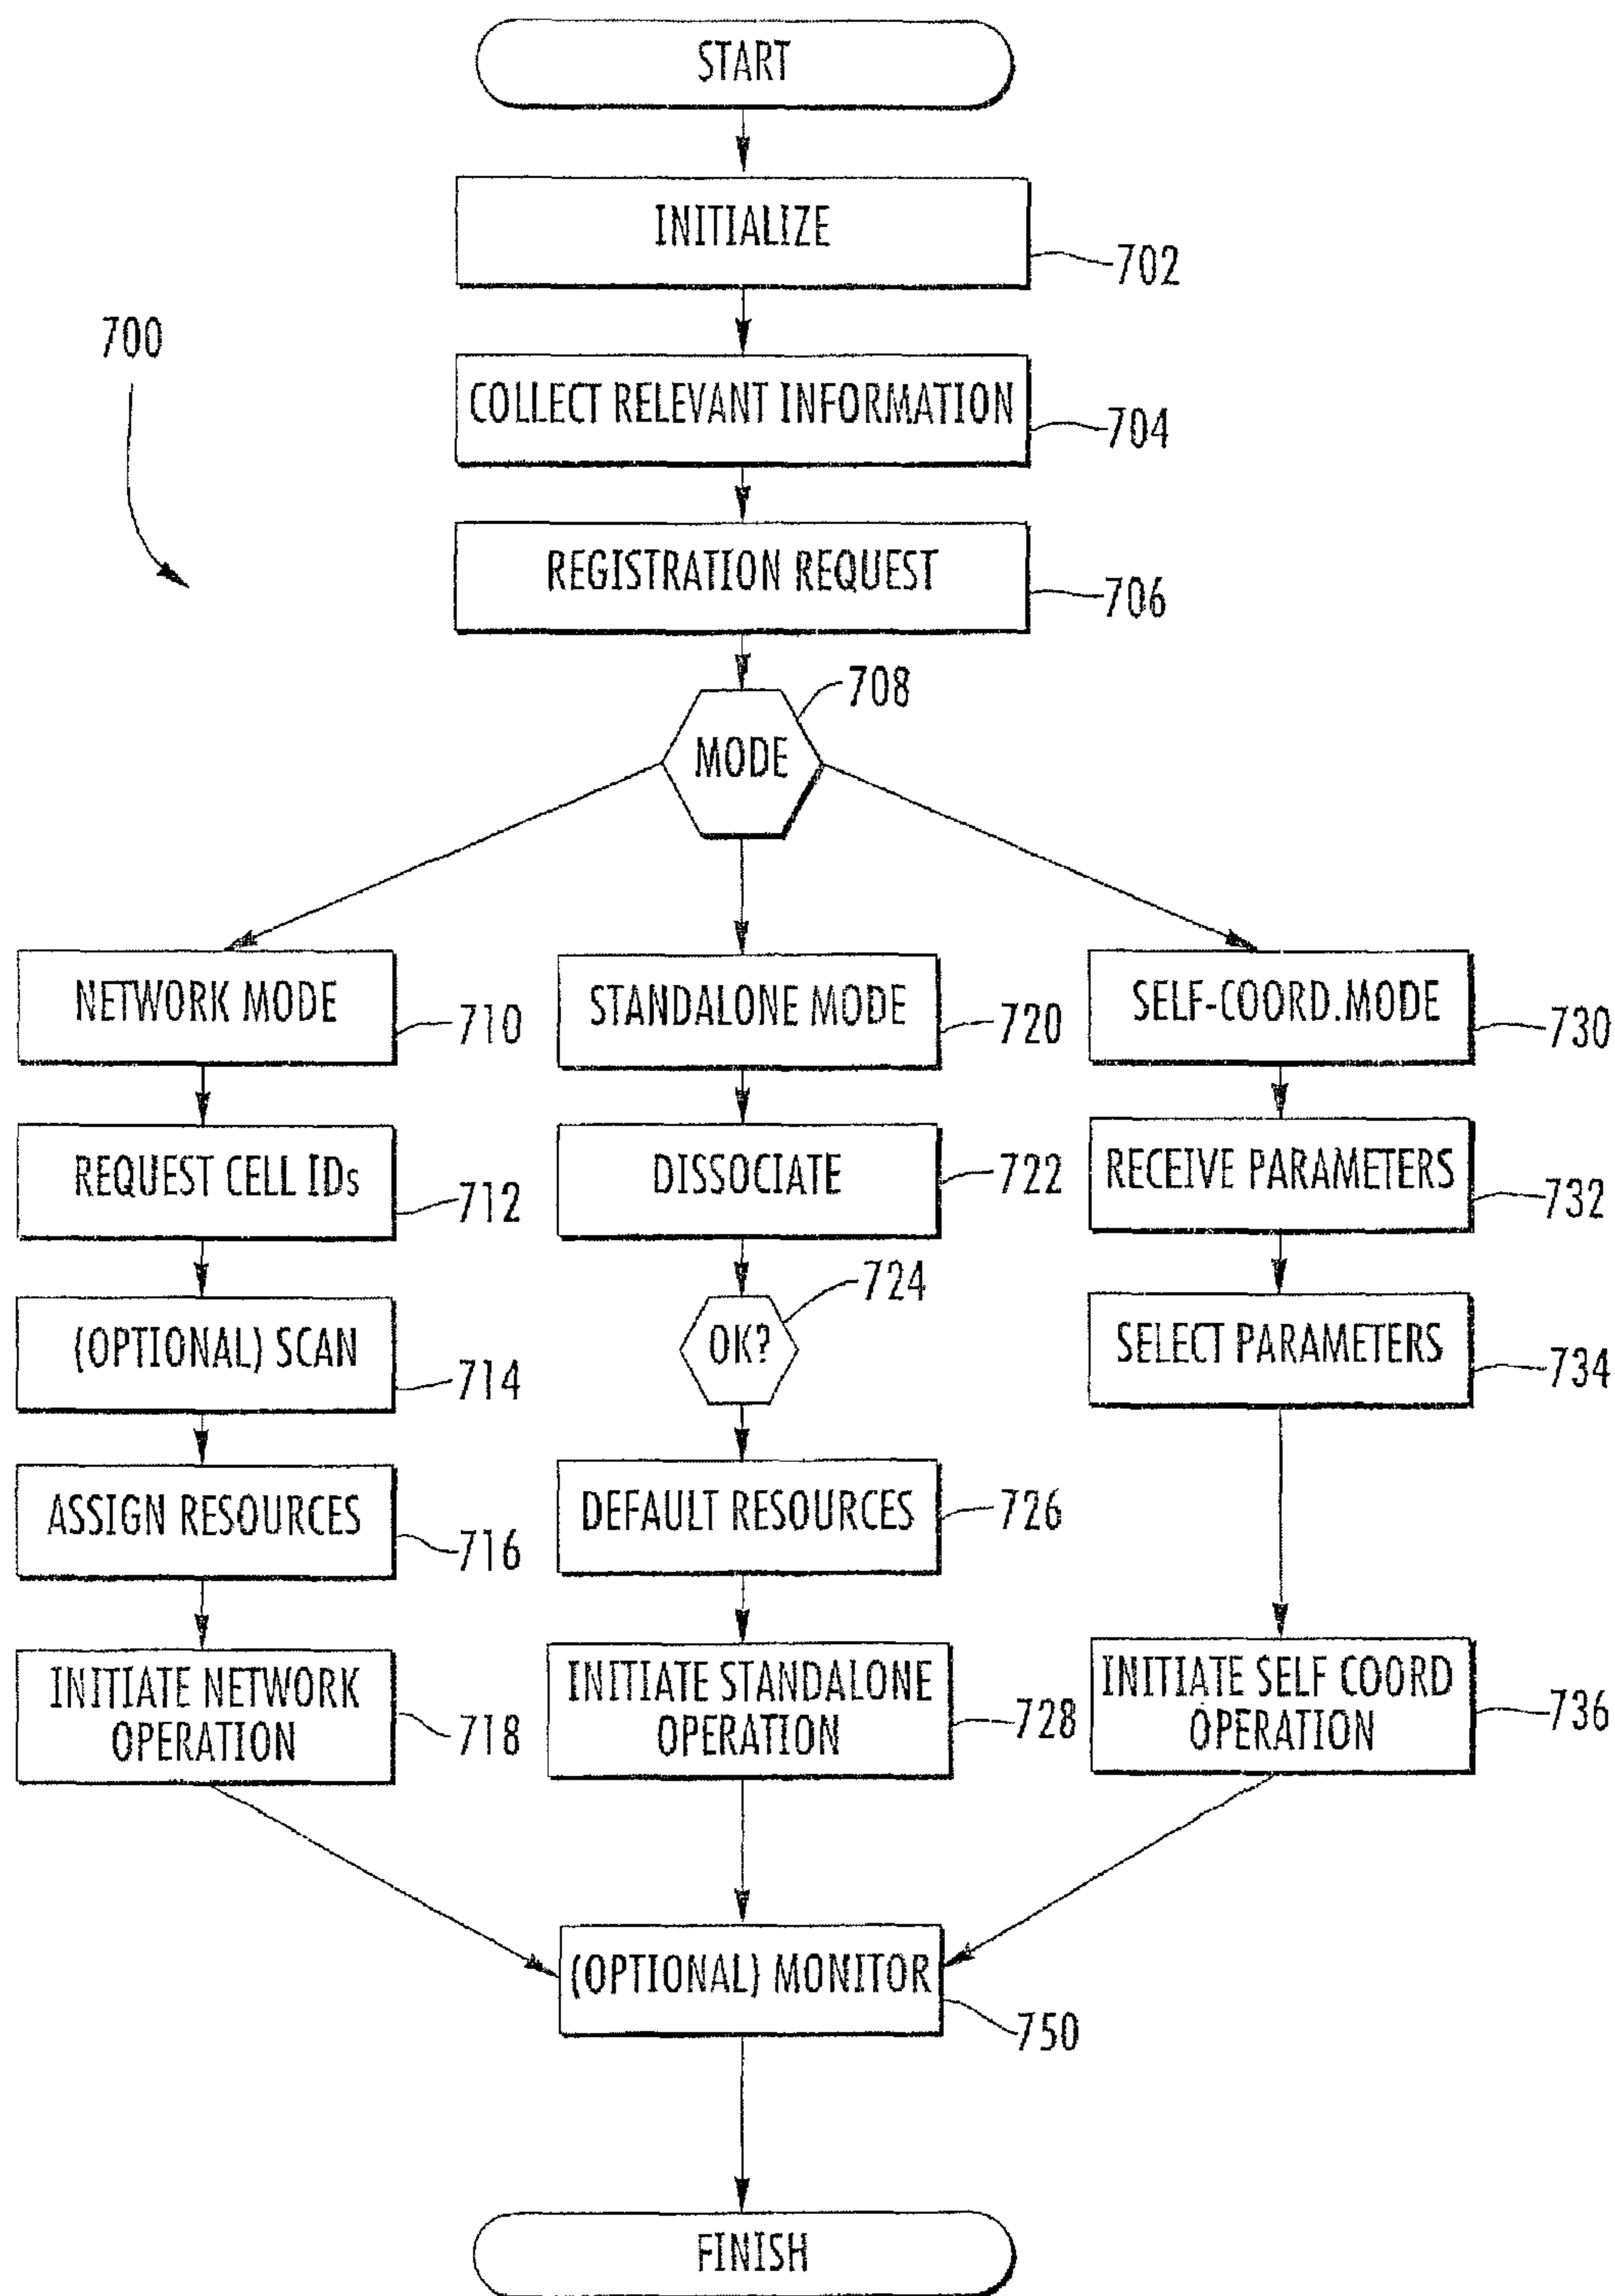 START
INITIALIZE
702
700
COLLECT RELEVANT INFORMATION
704
REGISTRATION REQUEST
706
708
MODE
NETWORK MODE
710
STANDALONE MODE
720
SELF-COORD.MODE
730
REQUEST CELL IDs
712
DISSOCIATE
722
RECEIVE PARAMETERS
732
(OPTIONAL) SCAN
714
OK?
724
SELECT PARAMETERS
734
ASSIGN RESOURCES
716
DEFAULT RESOURCES
726
INITIATE NETWORK
OPERATION
718
INITIATE STANDALONE
OPERATION
728
INITIATE SELF COORD
OPERATION
736
(OPTIONAL) MONITOR
750
FINISH